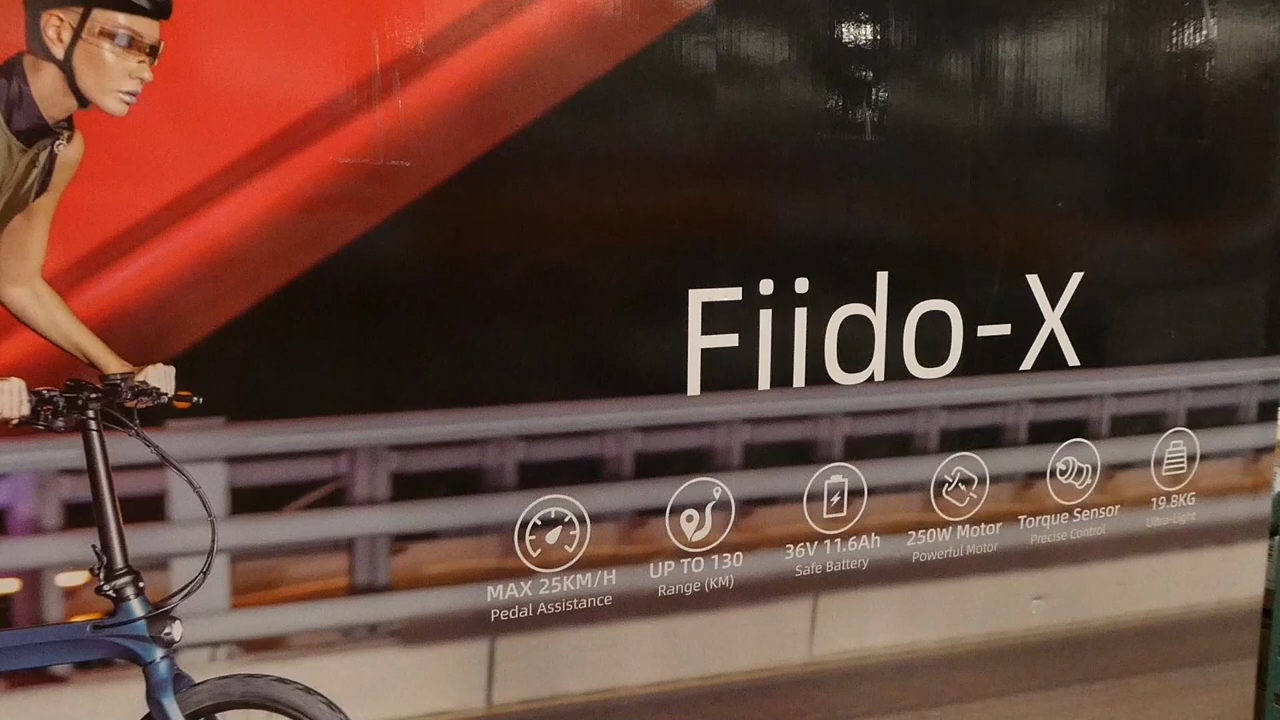 Fiido-X
MAX 25KM/H
Pedal Assistance
UP TO 130
Range (KM)
36V 11.6Ah
Safe Battery
250W Motor
Powerful Motor
Torque Sensor
Precise Control
19.8KG
Ultra-Light